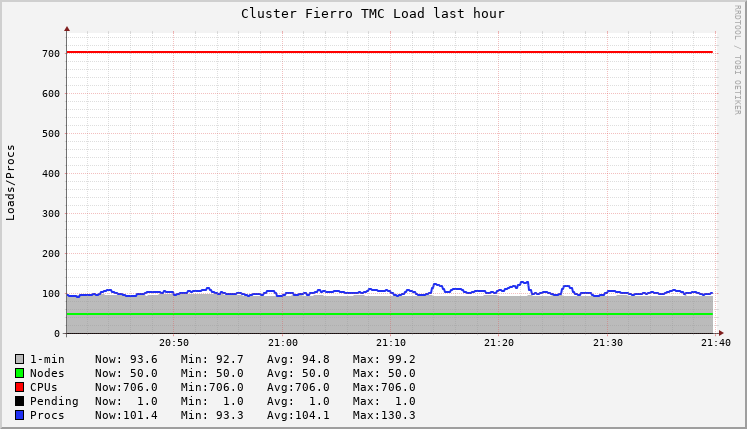 Cluster Fierro TMC Load last hour
RRDTOOL / TOBI OETIKER
Loads/Procs
700
600
500
400
300
200
100
0
20:50 21:00 21:10 21:20 21:30 21:40
1-min Now: 93.6 Min: 92.7 Avg: 94.8 Max: 99.2
Nodes Now: 50.0 Min: 50.0 Avg: 50.0 Max: 50.0
CPUs Now:706.0 Min:706.0 Avg:706.0 Max:706.0
Pending Now: 1.0 Min: 1.0 Avg: 1.0 Max: 1.0
Procs Now:101.4 Min: 93.3 Avg:104.1 Max:130.3